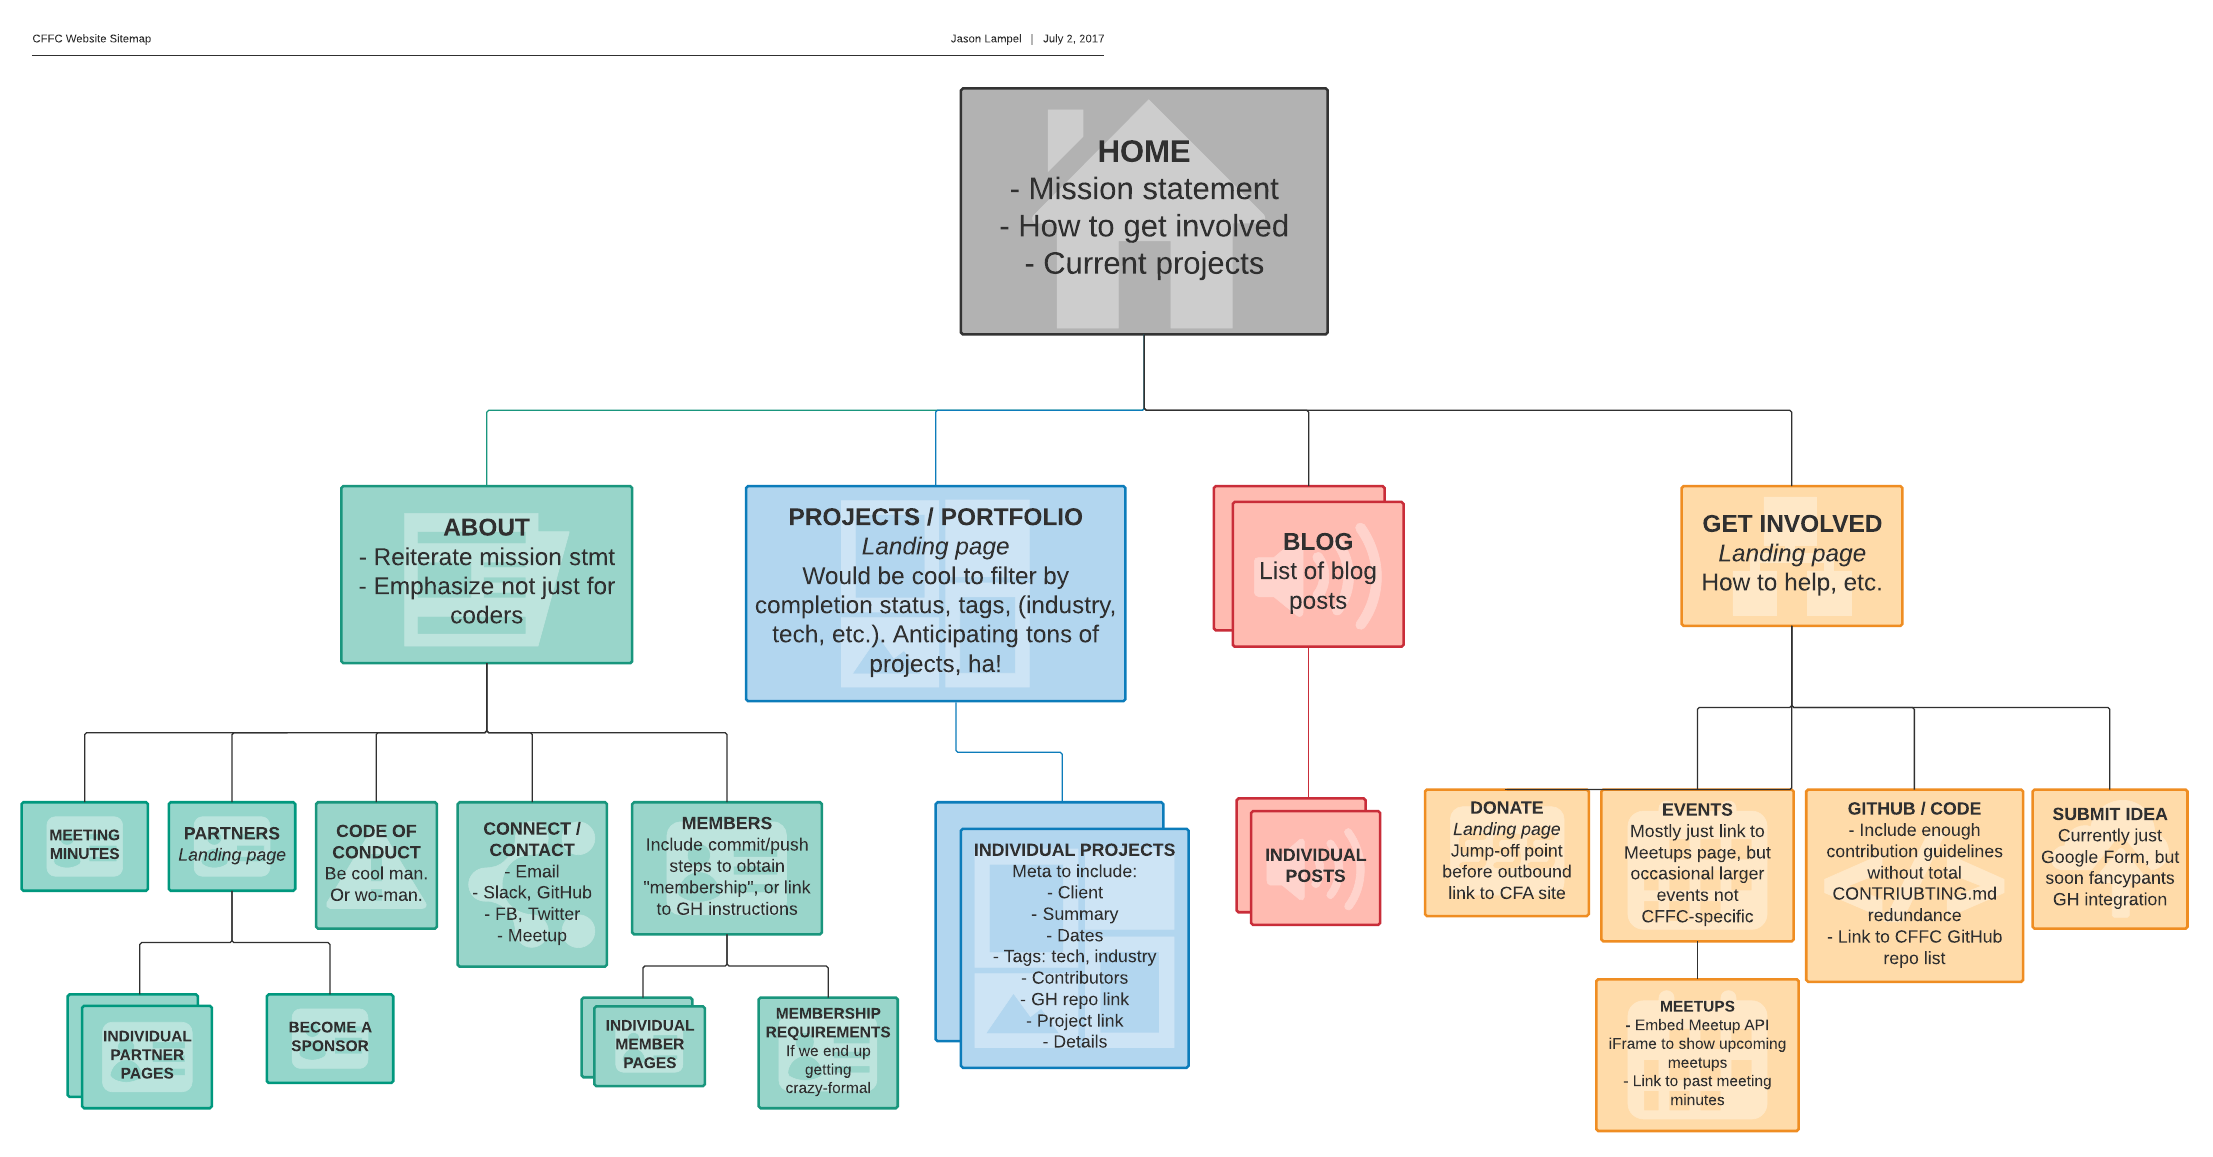 CFFC Website Sitemap
Jason Lampel | July 2, 2017
HOME
- Mission statement
- How to get involved
- Current projects
ABOUT
- Reiterate mission stmt
- Emphasize not just for
coders
PROJECTS / PORTFOLIO
Landing page
Would be cool to filter by
completion status, tags, (industry,
tech, etc.). Anticipating tons of
projects, ha!
BLOG
List of blog
posts
GET INVOLVED
Landing page
How to help, etc.
MEETING
MINUTES
PARTNERS
Landing page
CODE OF
CONDUCT
Be cool man.
Or wo-man.
CONNECT /
CONTACT
- Email
- Slack, GitHub
- FB, Twitter
- Meetup
MEMBERS
Include commit/push
steps to obtain
"membership", or link
to GH instructions
INDIVIDUAL PROJECTS
Meta to include:
- Client
- Summary
- Dates
- Tags: tech, industry
- Contributors
- GH repo link
- Project link
- Details
INDIVIDUAL
POSTS
DONATE
Landing page
Jump-off point
before outbound
link to CFA site
EVENTS
Mostly just link to
Meetups page, but
occasional larger
events not
CFFC-specific
GITHUB / CODE
- Include enough
contribution guidelines
without total
CONTRIUBTING.md
redundance
- Link to CFFC GitHub
repo list
SUBMIT IDEA
Currently just
Google Form, but
soon fancypants
GH integration
INDIVIDUAL
PARTNER
PAGES
BECOME A
SPONSOR
INDIVIDUAL
MEMBER
PAGES
MEMBERSHIP
REQUIREMENTS
If we end up
getting
crazy-formal
MEETUPS
- Embed Meetup API
iFrame to show upcoming
meetups
- Link to past meeting
minutes